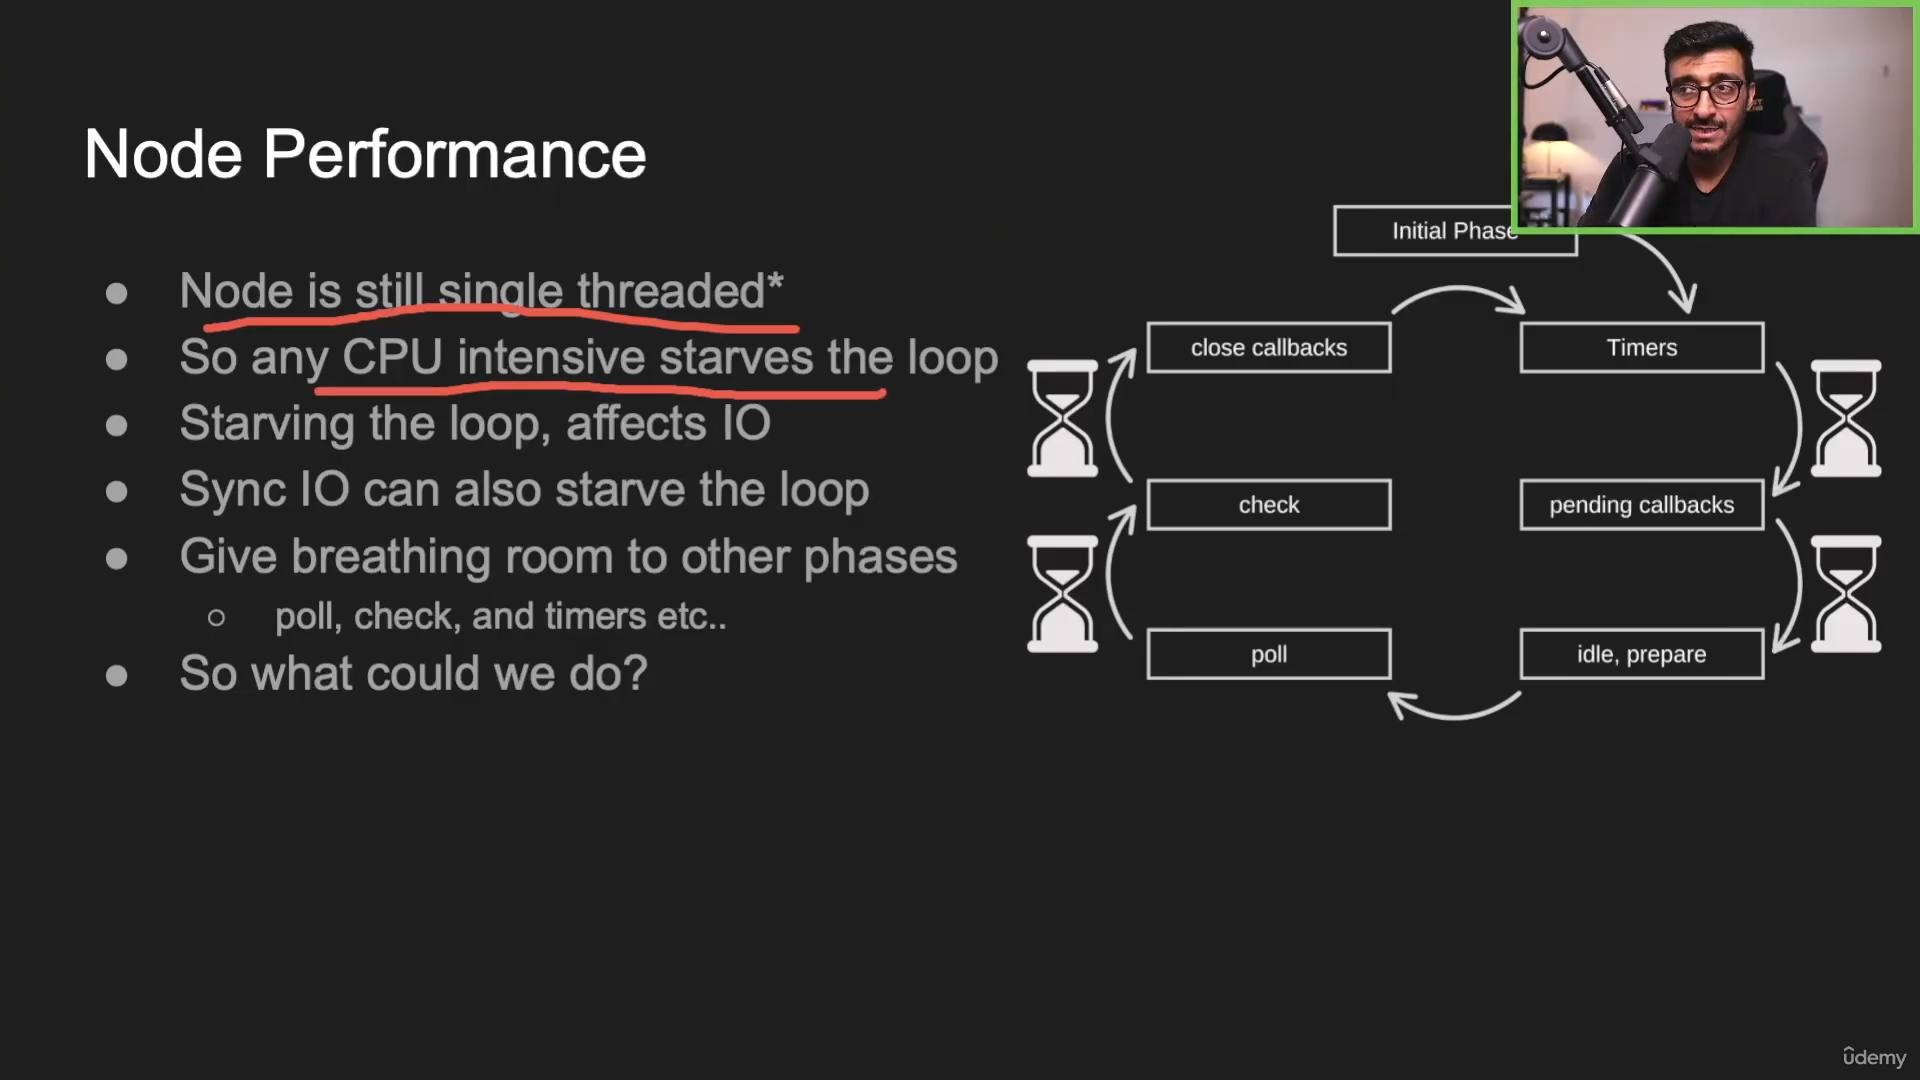 Node Performance
Node is still single threaded*
So any CPU intensive starves the loop
Starving the loop, affects IO
Sync IO can also starve the loop
Give breathing room to other phases
poll, check, and timers etc..
So what could we do?
Initial Phase
close callbacks
Timers
check
pending callbacks
poll
idle, prepare
ûdemy